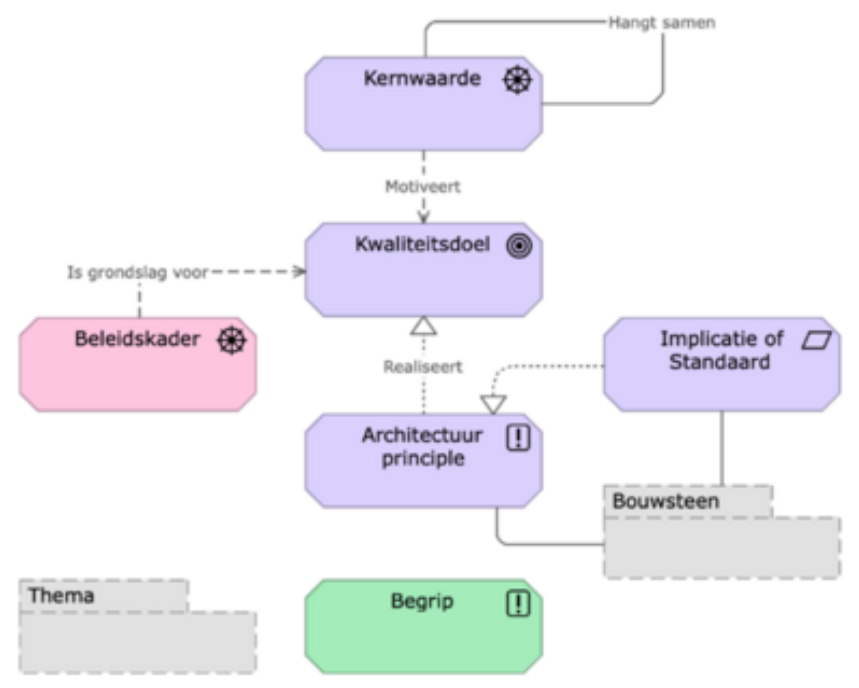 Hangt samen
Kernwaarde
Motiveert
Kwaliteitsdoel
Is grondslag voor
Beleidskader
Implicatie of
Standaard
Realiseert
Architectuur
principle
Bouwsteen
Thema
Begrip